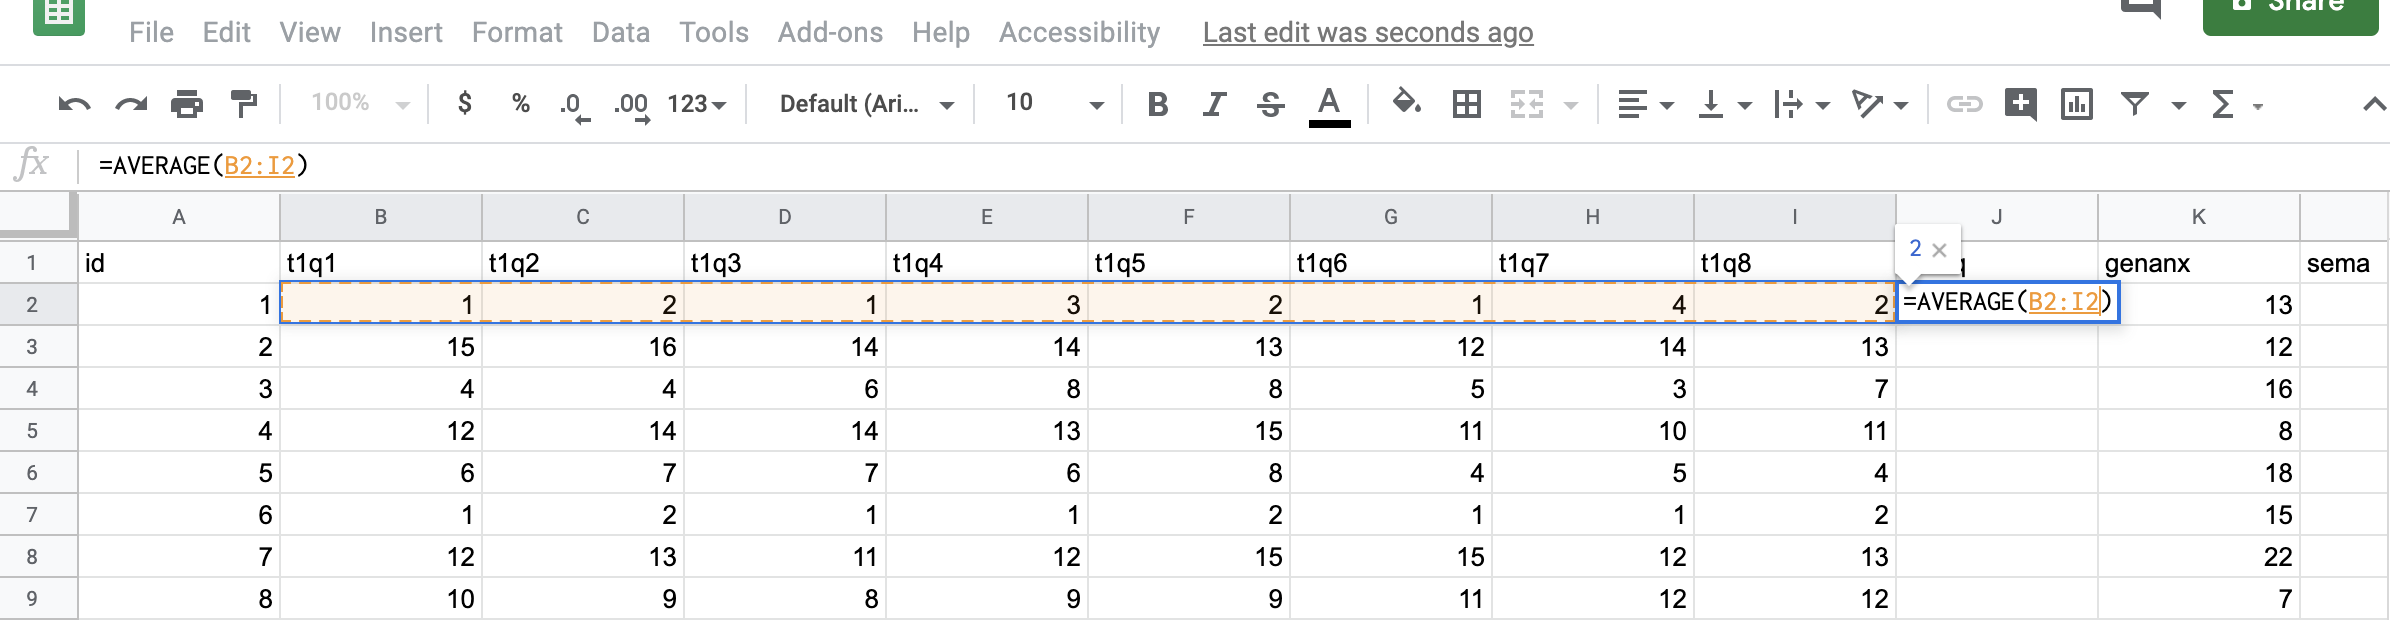 Share
File Edit View Insert Format Data Tools Add-ons Help Accessibility Last edit was seconds ago
100% $ % .0 .00 123 Default (Ari... 10 B I S A
fx =AVERAGE(B2:I2)
A B C D E F G H I J K
1 id t1q1 t1q2 t1q3 t1q4 t1q5 t1q6 t1q7 t1q8 2 × genanx sema
2 1 1 2 1 3 2 1 4 2 =AVERAGE(B2:I2) 13
3 2 15 16 14 14 13 12 14 13 12
4 3 4 4 6 8 8 5 3 7 16
5 4 12 14 14 13 15 11 10 11 8
6 5 6 7 7 6 8 4 5 4 18
7 6 1 2 1 1 2 1 1 2 15
8 7 12 13 11 12 15 15 12 13 22
9 8 10 9 8 9 9 11 12 12 7